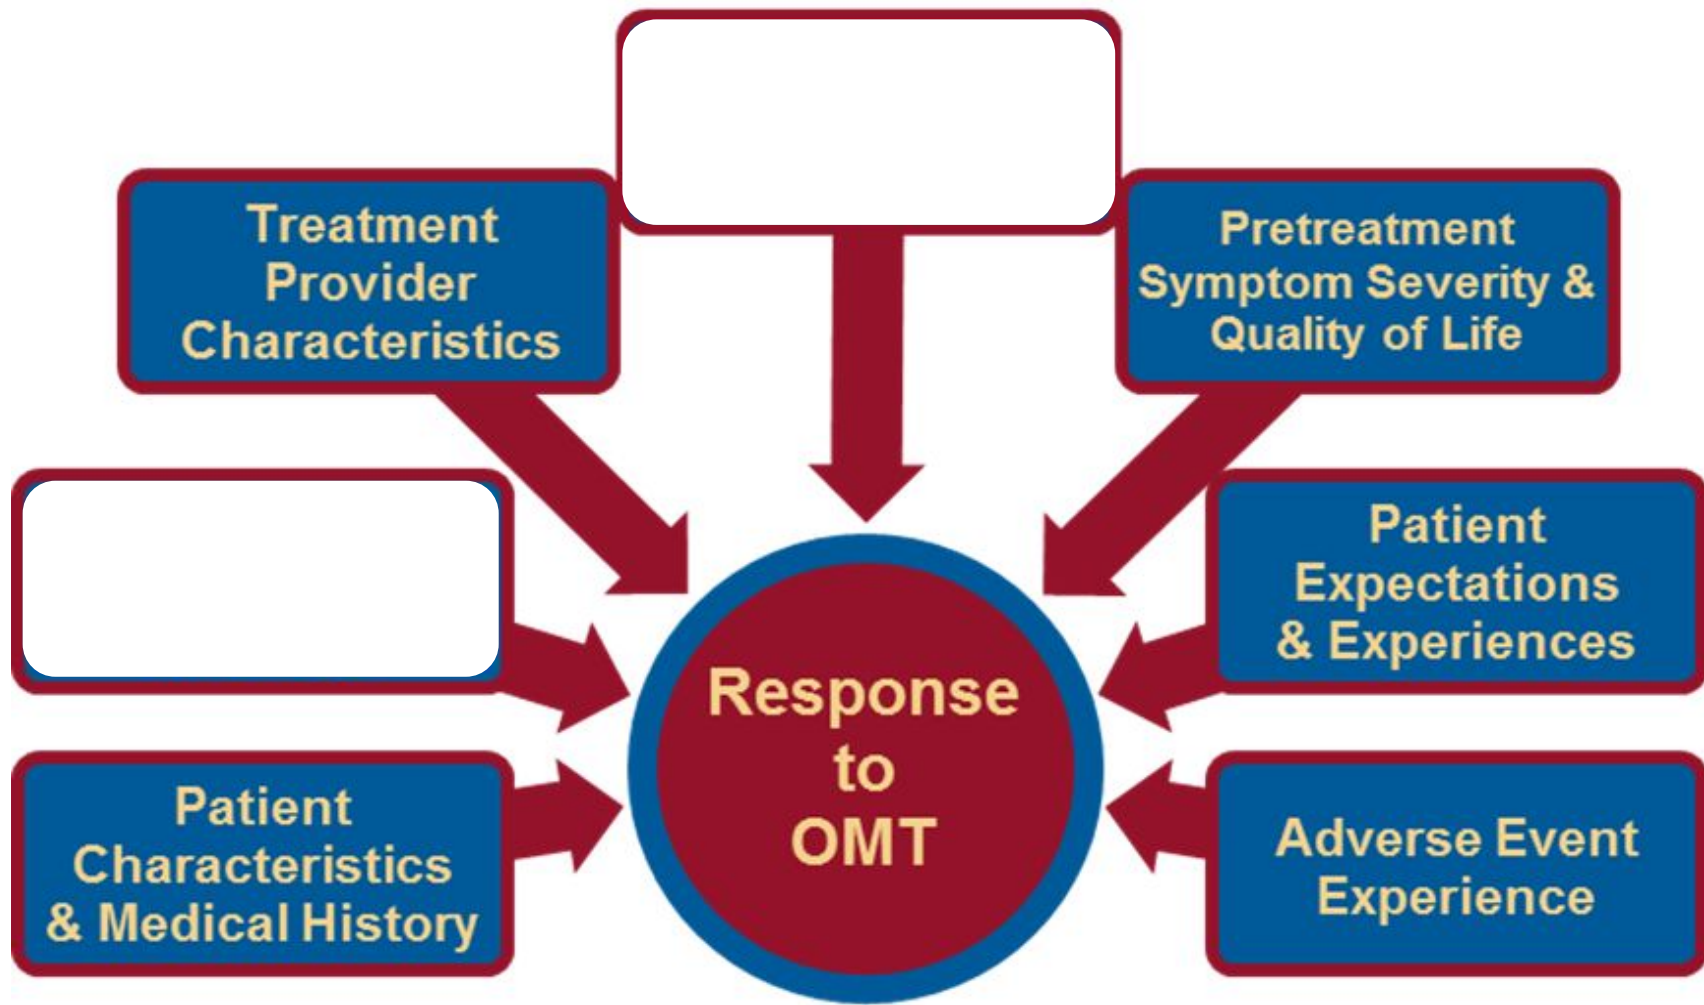 Treatment
Provider
Characteristics
Pretreatment
Symptom Severity &
Quality of Life
Patient
Expectations
& Experiences
Patient
Characteristics
& Medical History
Adverse Event
Experience
Response
to
OMT